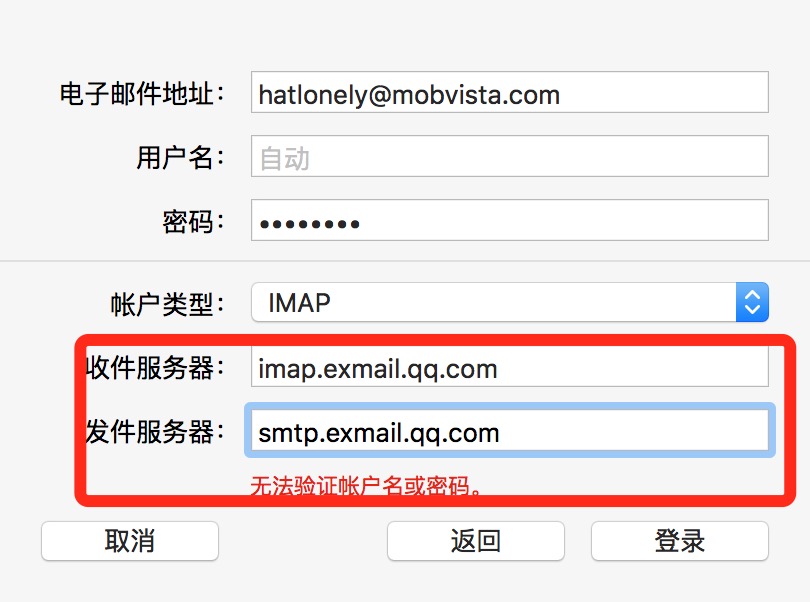 电子邮件地址： hatlonely@mobvista.com
用户名： 自动
密码： ••••••••
帐户类型： IMAP
收件服务器： imap.exmail.qq.com
发件服务器： smtp.exmail.qq.com
无法验证帐户名或密码。
取消 返回 登录